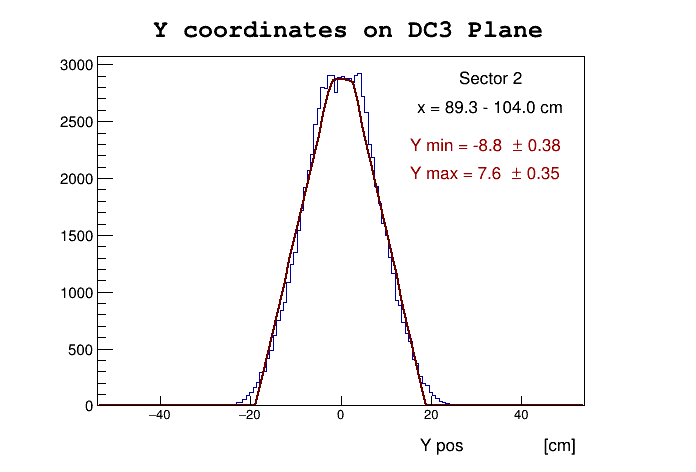 Y coordinates on DC3 Plane
Sector 2
x = 89.3 - 104.0 cm
Y min = -8.8 ± 0.38
Y max = 7.6 ± 0.35
3000
2500
2000
1500
1000
500
0
−40 −20 0 20 40
Y pos [cm]